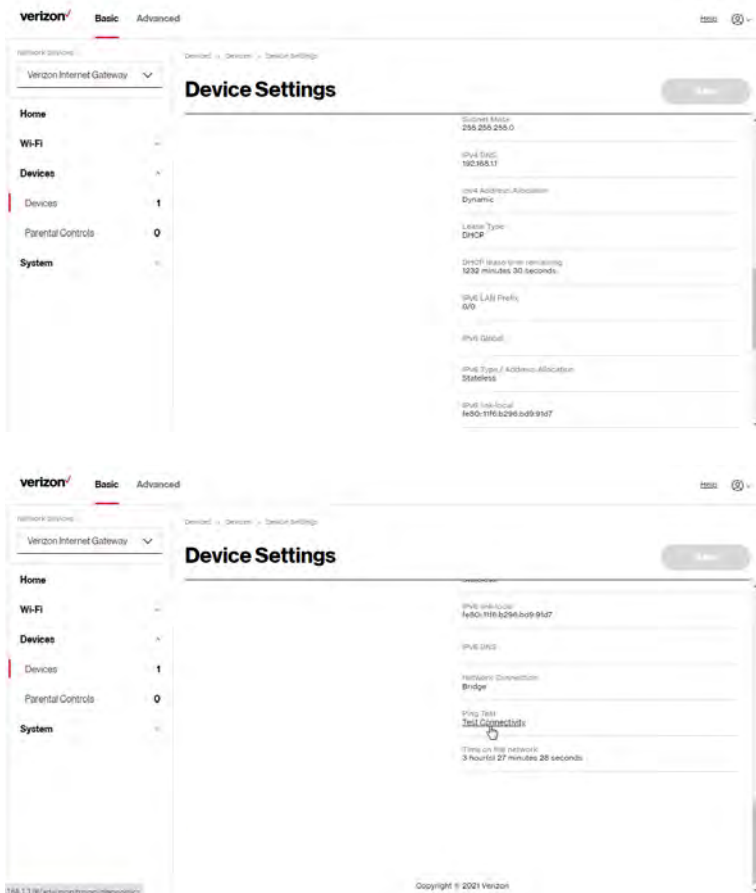 verizon
Basic
Advanced
Help
Network Devices
Verizon Internet Gateway
Devices > Devices > Device Settings
Device Settings
Save
Home
Wi-Fi
Devices
Devices 1
Parental Controls 0
System
Subnet Mask
255.255.255.0
IPv4 DNS
192.168.1.1
IPv4 Address Allocation
Dynamic
Lease Type
DHCP
DHCP lease time remaining
1232 minutes 30 seconds
IPv6 LAN Prefix
0/0
IPv6 Global
IPv6 Type / Address Allocation
Stateless
IPv6 link-local
fe80::11f6:b296:bd9:91d7
verizon
Basic
Advanced
Help
Network Devices
Verizon Internet Gateway
Devices > Devices > Device Settings
Device Settings
Save
Home
Wi-Fi
Devices
Devices 1
Parental Controls 0
System
IPv6 link-local
fe80::11f6:b296:bd9:91d7
IPv6 DNS
Network Connection
Bridge
Ping Test
Test Connectivity
Time on the network
3 hour(s) 27 minutes 28 seconds
Copyright © 2021 Verizon